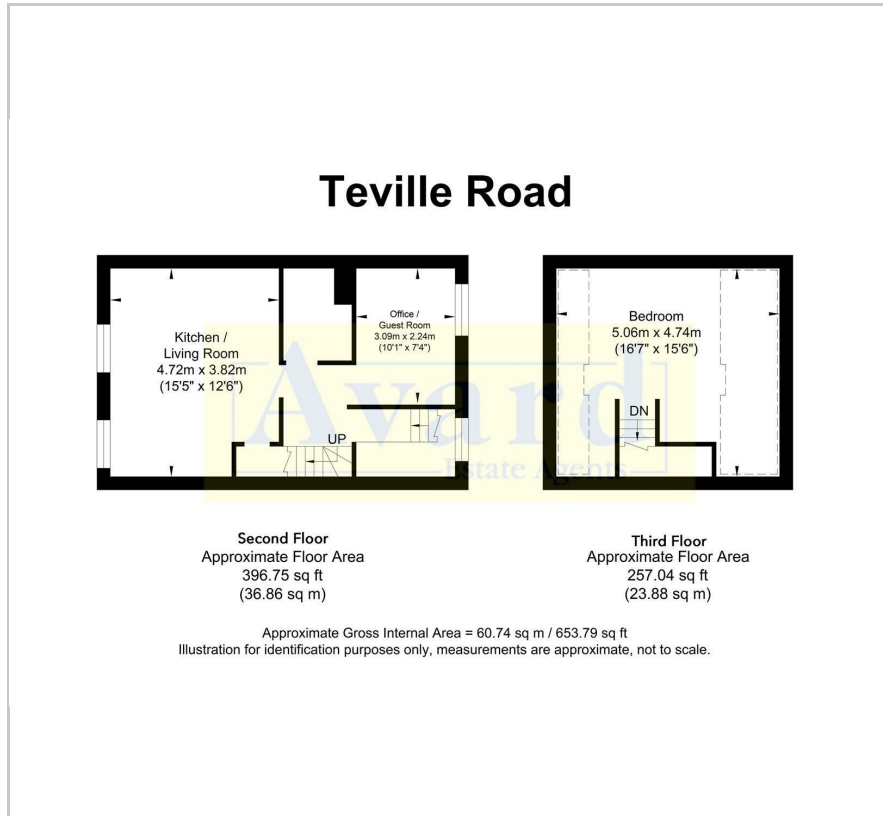 Teville Road
Kitchen /
Living Room
4.72m x 3.82m
(15'5" x 12'6")
Office /
Guest Room
3.09m x 2.24m
(10'1" x 7'4")
UP
Bedroom
5.06m x 4.74m
(16'7" x 15'6")
DN
Avard
Estate Agents
Second Floor
Approximate Floor Area
396.75 sq ft
(36.86 sq m)
Third Floor
Approximate Floor Area
257.04 sq ft
(23.88 sq m)
Approximate Gross Internal Area = 60.74 sq m / 653.79 sq ft
Illustration for identification purposes only, measurements are approximate, not to scale.